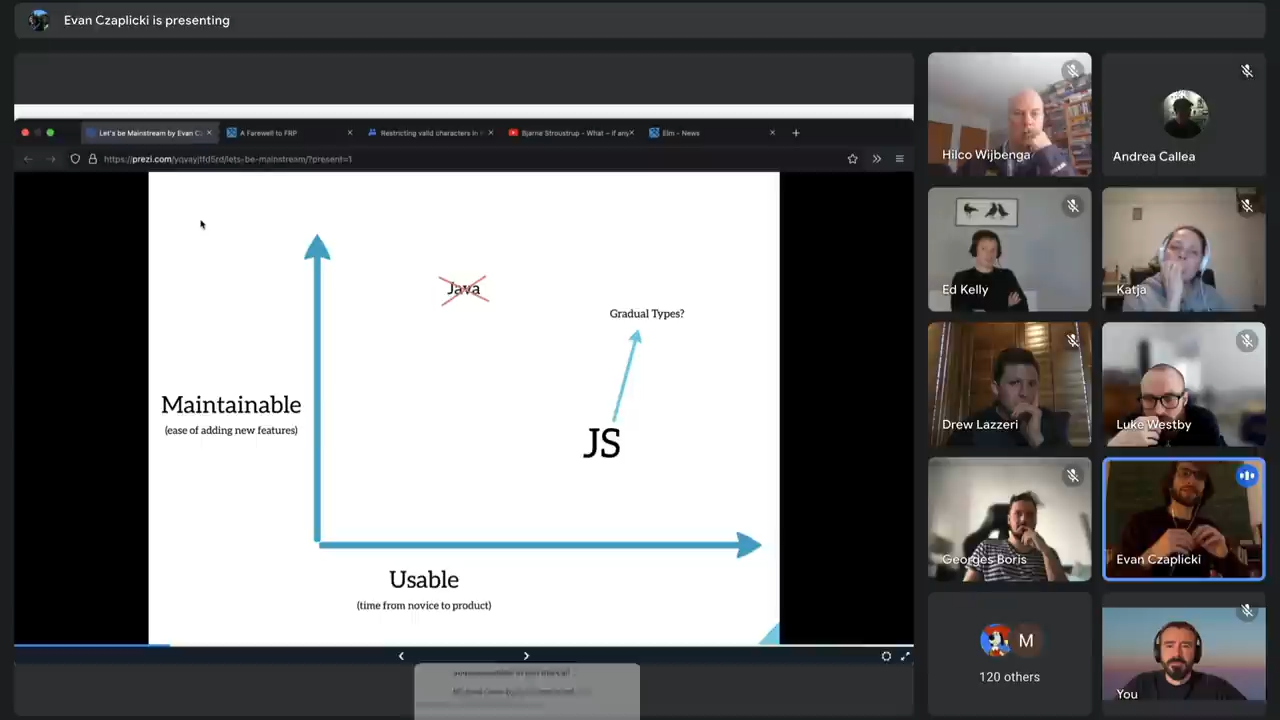 Evan Czaplicki is presenting
Let's be Mainstream by Evan C
A Farewell to FRP
Restricting valid characters in
Bjarne Stroustrup - What – if any
Elm - News
https://prezi.com/yqvayjtfd5rd/lets-be-mainstream/?present=1
Java
Gradual Types?
Maintainable
(ease of adding new features)
JS
Usable
(time from novice to product)
Hilco Wijbenga
Andrea Callea
Ed Kelly
Katja
Drew Lazzeri
Luke Westby
Georges Boris
Evan Czaplicki
M
120 others
You